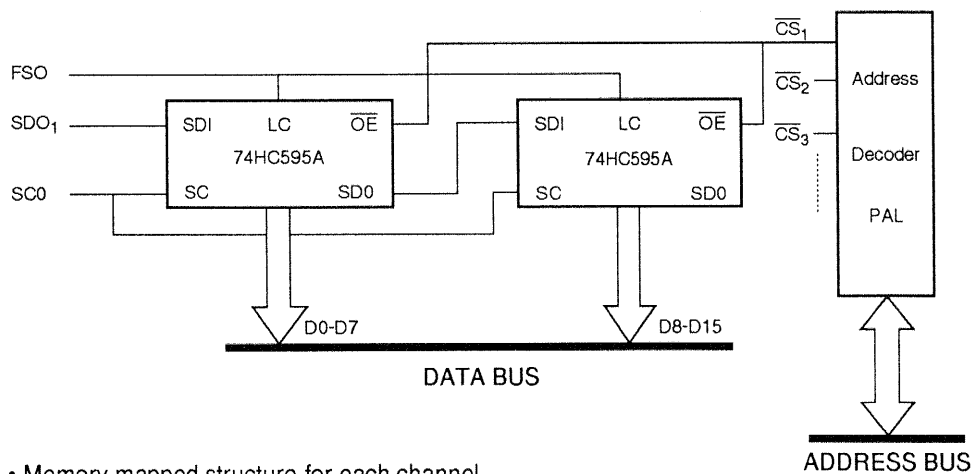 CS1
FSO
CS2
Address
SDO1
SDI
LC
OE
SDI
LC
OE
CS3
74HC595A
74HC595A
Decoder
SC0
SC
SD0
SC
SD0
PAL
D0-D7
D8-D15
DATA BUS
ADDRESS BUS
• Memory mapped structure for each channel